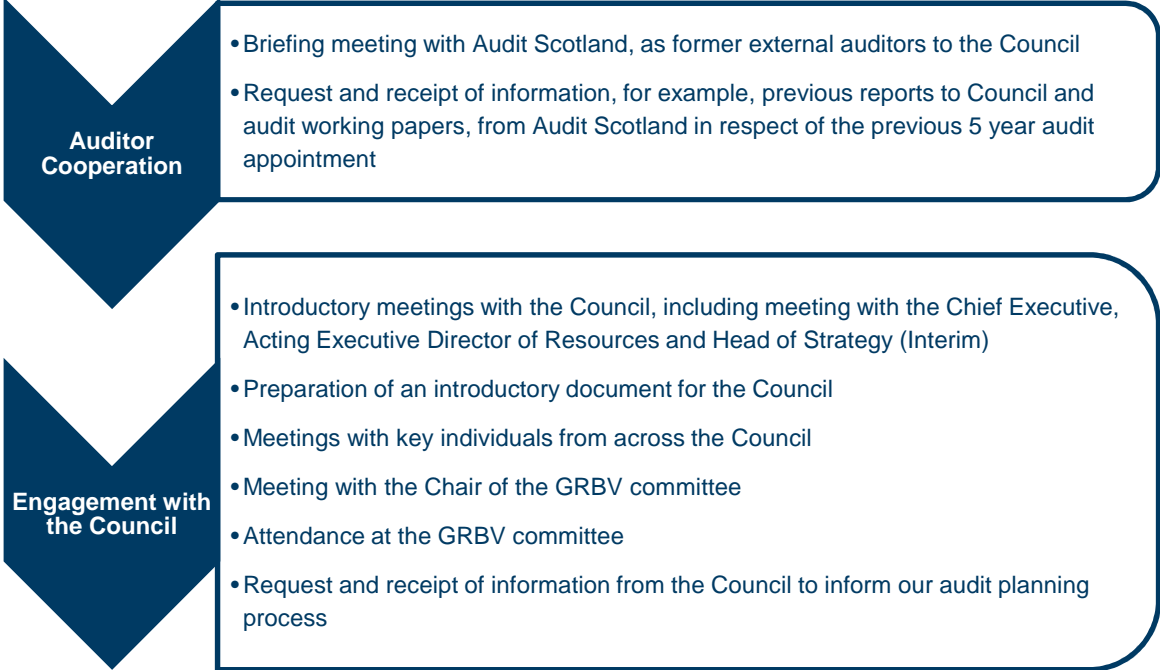 Auditor
Cooperation
•Briefing meeting with Audit Scotland, as former external auditors to the Council
•Request and receipt of information, for example, previous reports to Council and
audit working papers, from Audit Scotland in respect of the previous 5 year audit
appointment
Engagement with
the Council
•Introductory meetings with the Council, including meeting with the Chief Executive,
Acting Executive Director of Resources and Head of Strategy (Interim)
•Preparation of an introductory document for the Council
•Meetings with key individuals from across the Council
•Meeting with the Chair of the GRBV committee
•Attendance at the GRBV committee
•Request and receipt of information from the Council to inform our audit planning
process